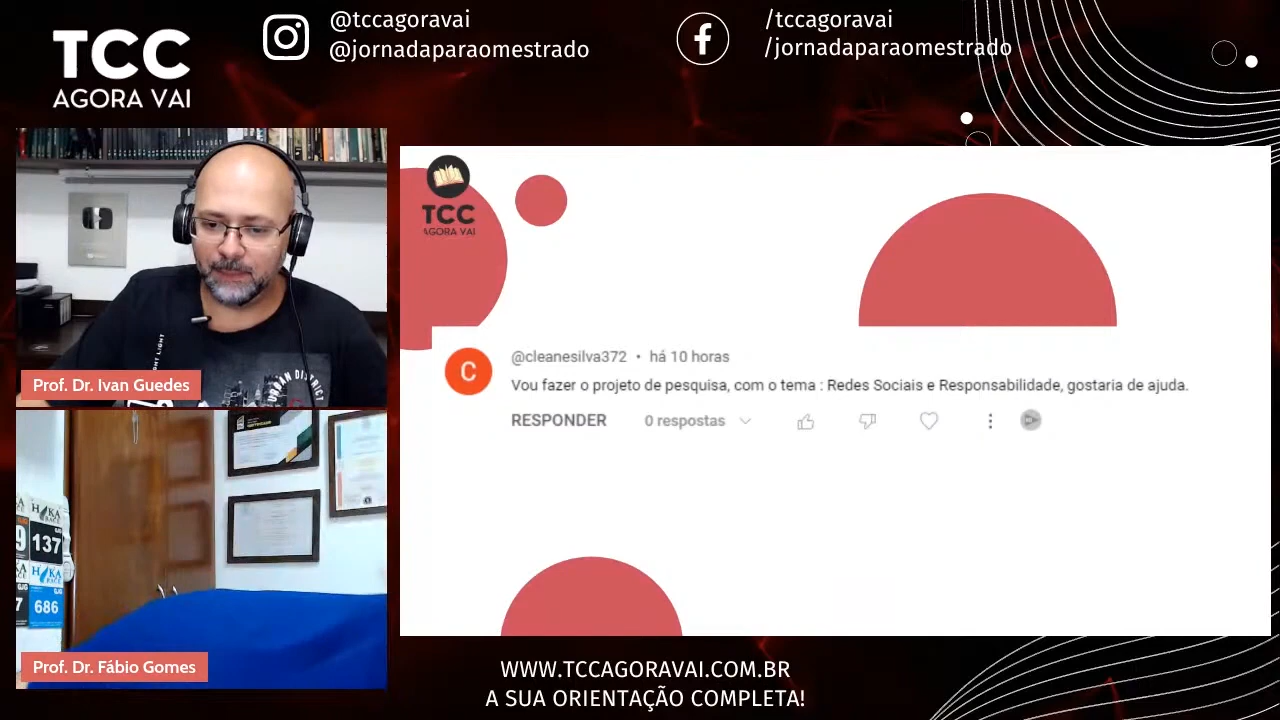 TCC
AGORA VAI
@tccagoravai
@jornadaparaomestrado
/tccagoravai
/jornadaparaomestrado
Prof. Dr. Ivan Guedes
TCC
AGORA VAI
C
@cleanesilva372 • há 10 horas
Vou fazer o projeto de pesquisa, com o tema : Redes Sociais e Responsabilidade, gostaria de ajuda.
RESPONDER 0 respostas
137
686
Prof. Dr. Fábio Gomes
WWW.TCCAGORAVAI.COM.BR
A SUA ORIENTAÇÃO COMPLETA!